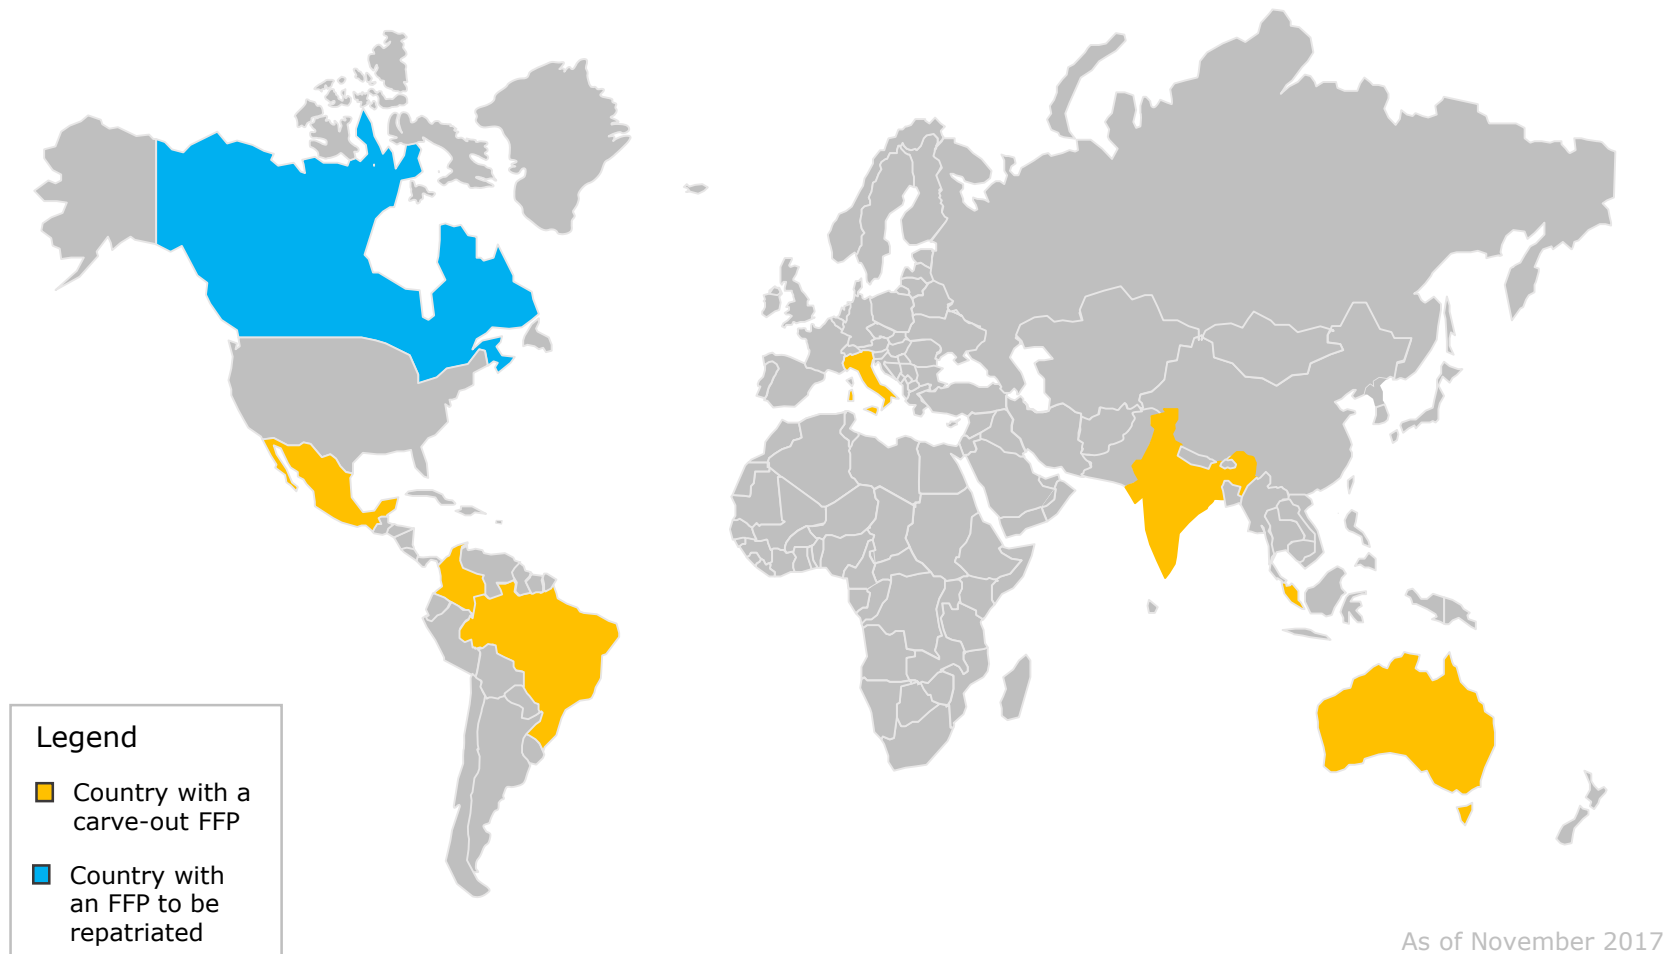 Legend
Country with a
carve-out FFP
Country with
an FFP to be
repatriated
As of November 2017